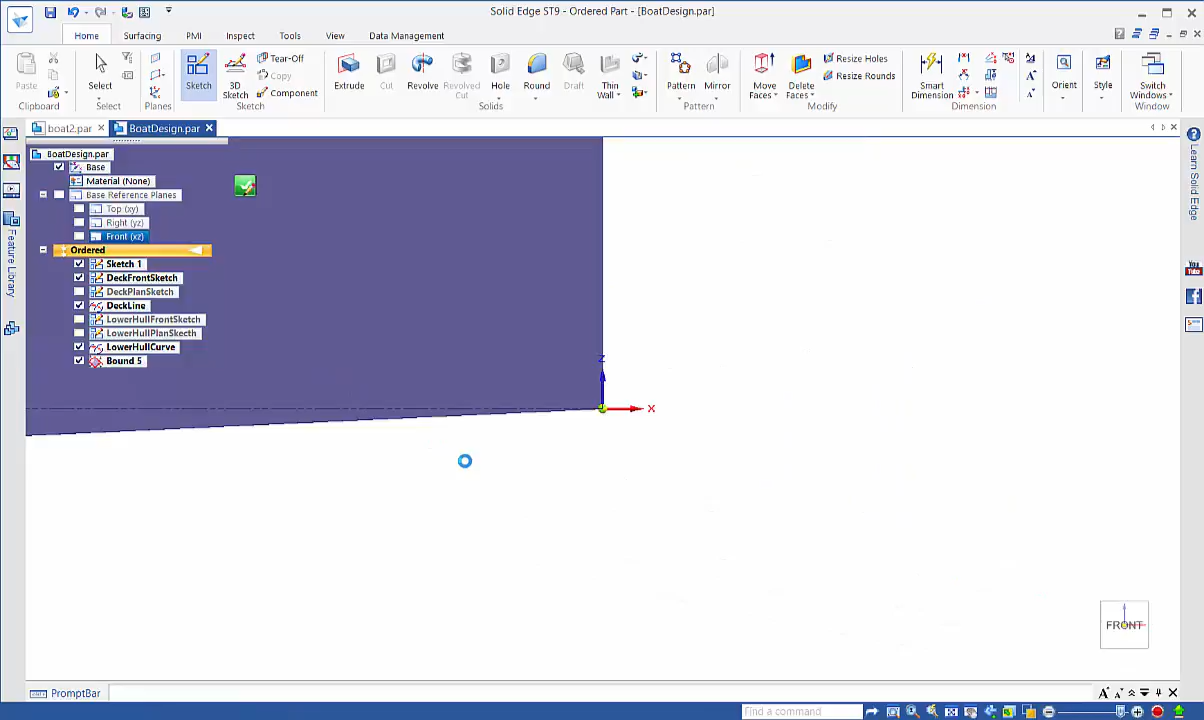 Solid Edge ST9 - Ordered Part - [BoatDesign.par]
Home Surfacing PMI Inspect Tools View Data Management
Paste
Clipboard
Select
Select
Planes
Sketch
3D Sketch
Tear-Off
Copy
Component
Sketch
Extrude
Cut
Revolve
Revolved Cut
Hole
Round
Draft
Thin Wall
Solids
Pattern
Mirror
Pattern
Move Faces
Delete Faces
Resize Holes
Resize Rounds
Modify
Smart Dimension
Dimension
Orient
Style
Switch Windows
Window
boat2.par
BoatDesign.par
BoatDesign.par
Base
Material (None)
Base Reference Planes
Top (xy)
Right (yz)
Front (xz)
Ordered
Sketch 1
DeckFrontSketch
DeckPlanSketch
DeckLine
LowerHullFrontSketch
LowerHullPlanSkecth
LowerHullCurve
Bound 5
Feature Library
Learn Solid Edge
You Tube
Z
X
FRONT
PromptBar
Find a command